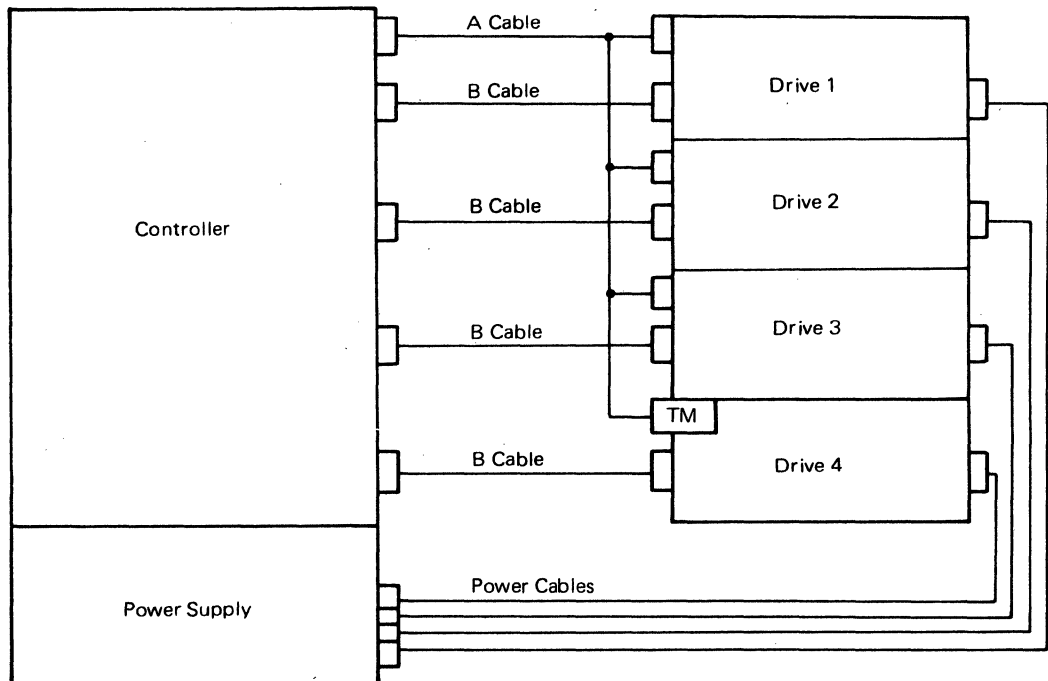 A Cable
Drive 1
B Cable
Drive 2
B Cable
Controller
Drive 3
B Cable
TM
B Cable
Drive 4
Power Cables
Power Supply